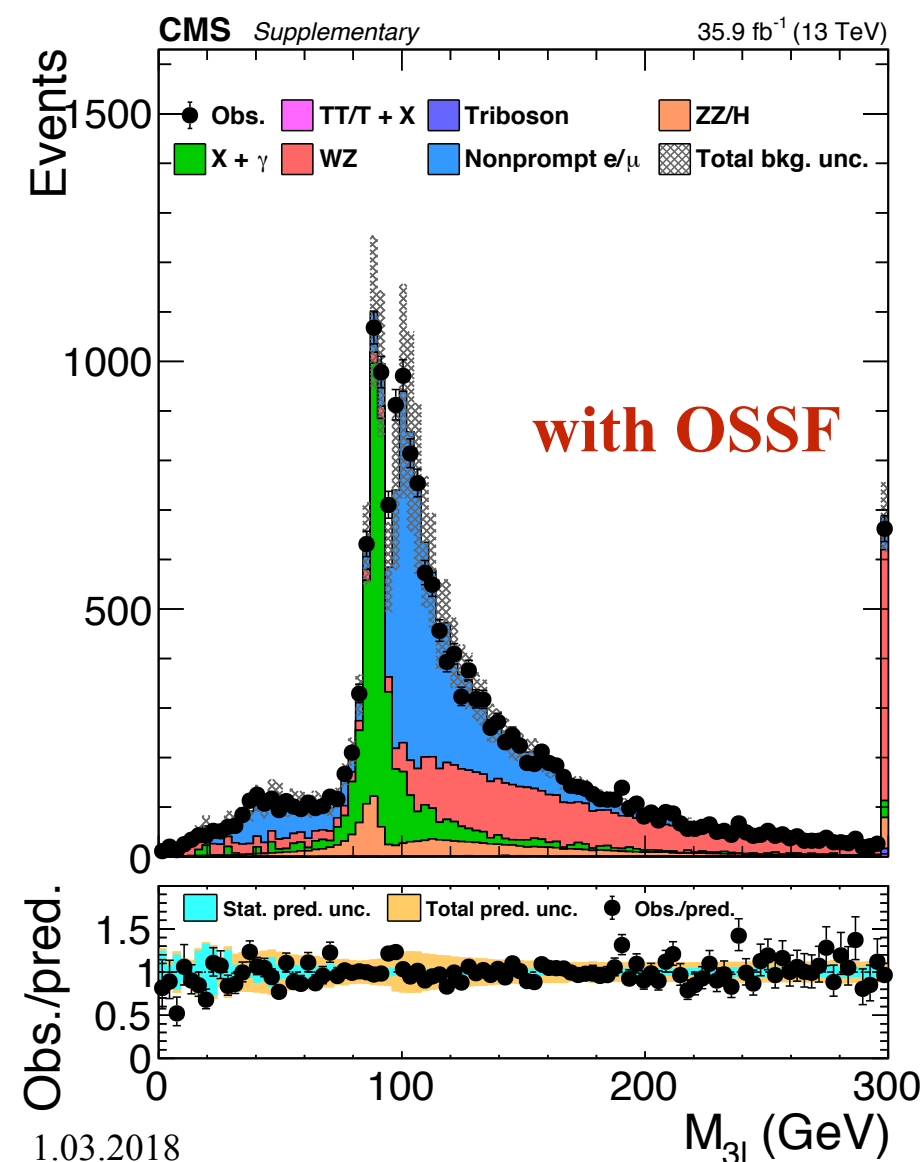 CMS Supplementary 35.9 fb⁻¹ (13 TeV)
Events
1500
1000
500
0
Obs. TT/T + X Triboson ZZ/H
X + γ WZ Nonprompt e/μ Total bkg. unc.
with OSSF
Obs./pred.
1.5
1
0.5
0
Stat. pred. unc. Total pred. unc. Obs./pred.
0 100 200 300
M₃ₗ (GeV)
1.03.2018